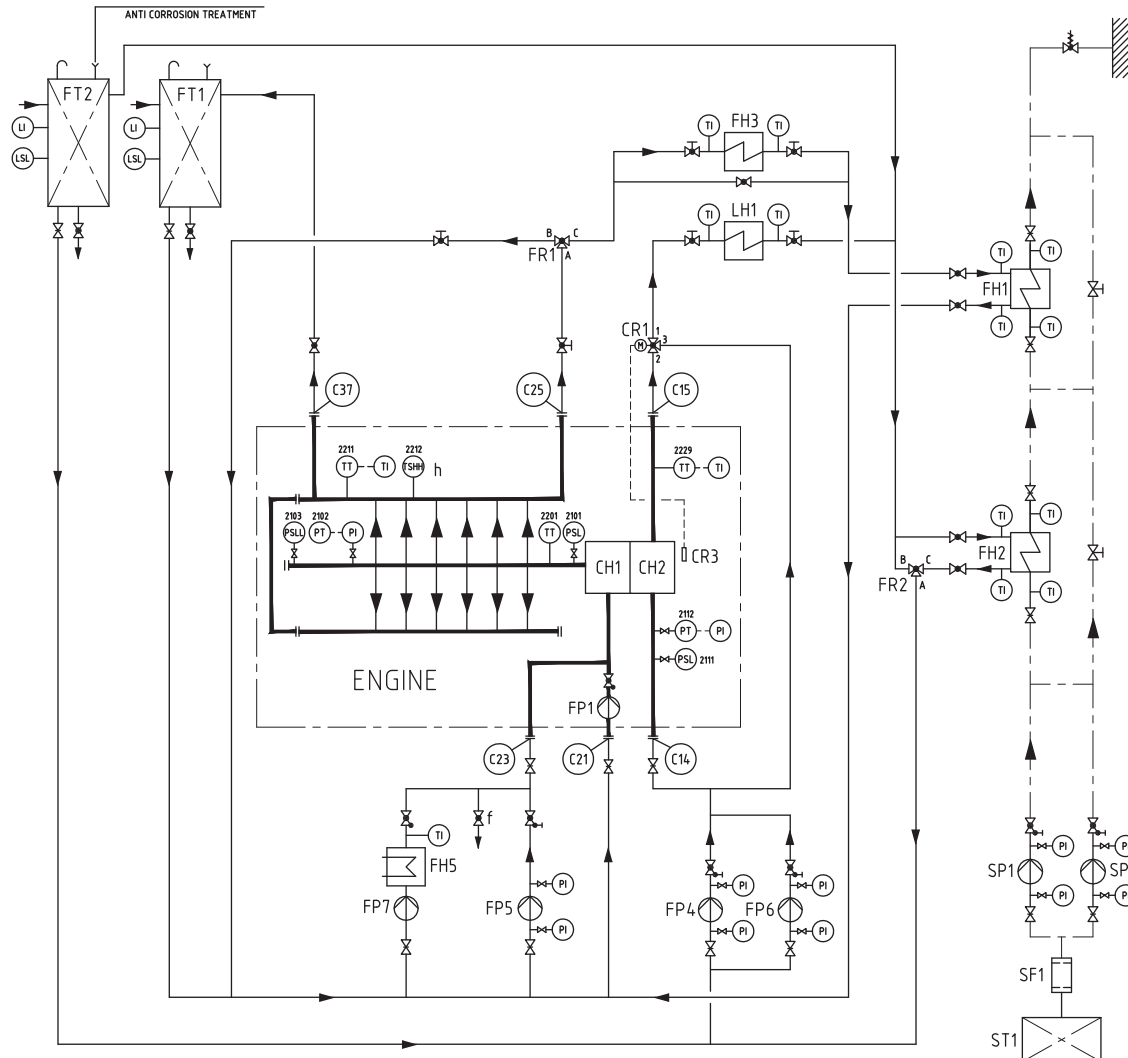 ANTI CORROSION TREATMENT
FT2
FT1
LI
LI
LSL
LSL
TI
FH3
TI
LH1
TI
TI
B
C
FR1
A
TI
FH1
TI
TI
TI
CR1
1
3
M
2
C37
C25
C15
2211
2212
TT
TI
TSHH
h
2229
TT
TI
2103
2102
2201
2101
PSLL
PT
PI
TT
PSL
CH1
CH2
CR3
TI
FH2
TI
B
C
FR2
A
TI
TI
2112
PT
PI
PSL
2111
ENGINE
FP1
C23
C21
C14
f
TI
FH5
FP7
FP5
PI
PI
FP4
PI
PI
FP6
PI
PI
SP1
PI
PI
SP
PI
PI
SF1
ST1